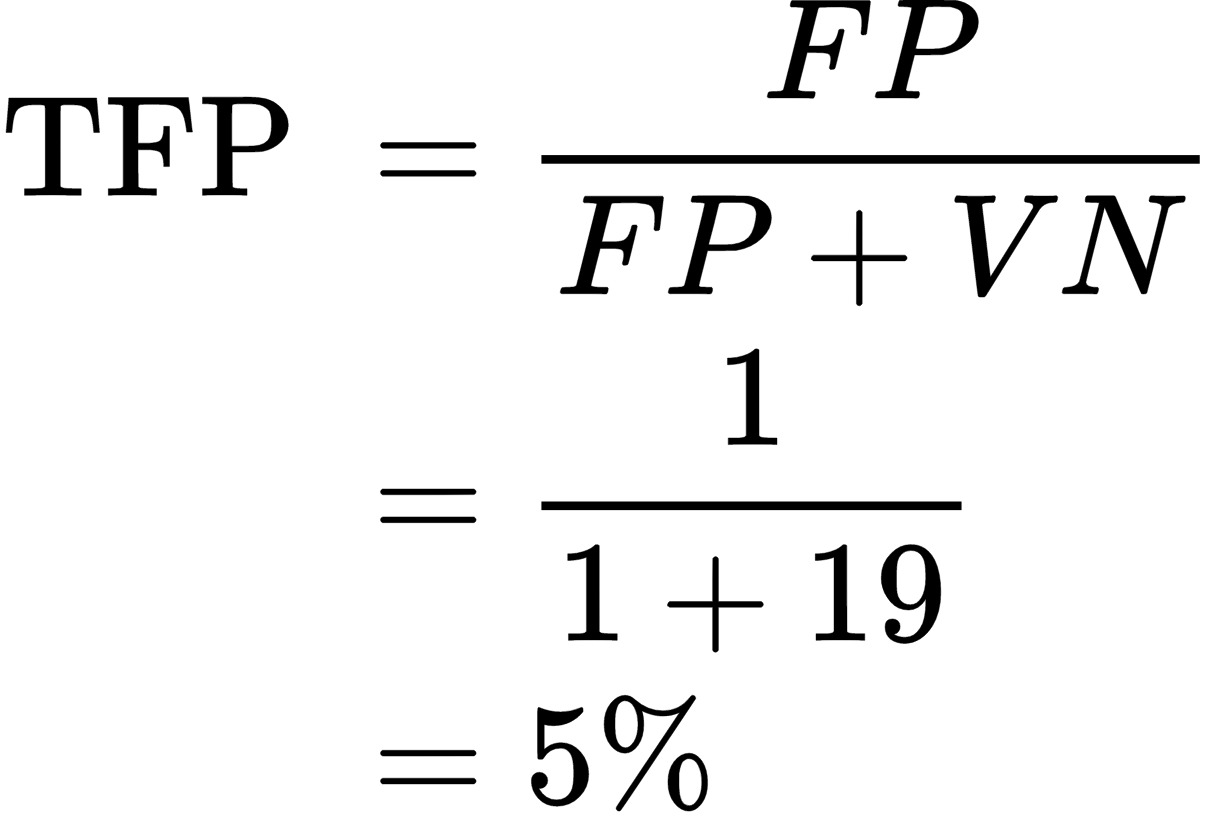 TFP = FP
FP + VN
= 1
1 + 19
= 5%